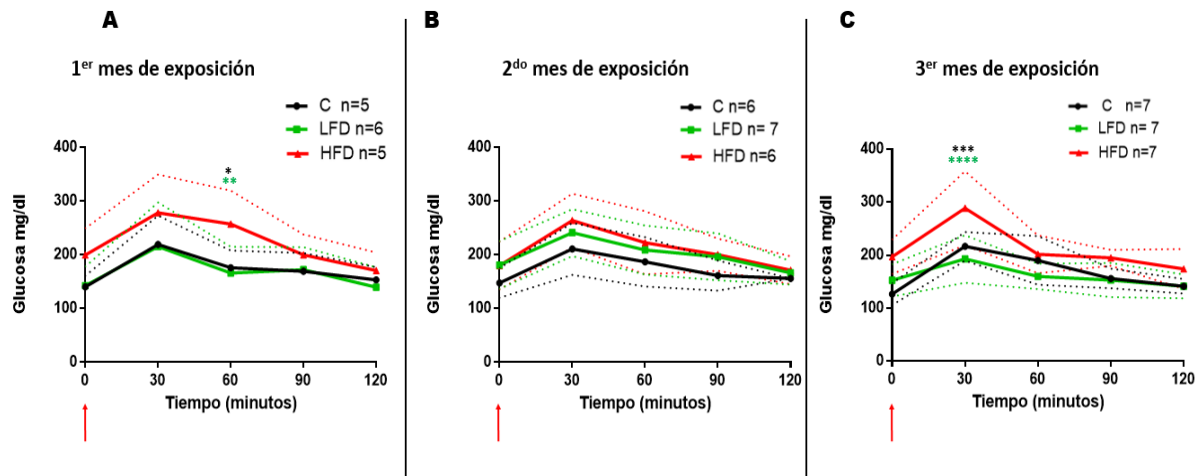 A
1er mes de exposición
C n=5
LFD n=6
HFD n=5
*
**
400
300
200
100
0
Glucosa mg/dl
0 30 60 90 120
Tiempo (minutos)
B
2do mes de exposición
C n=6
LFD n= 7
HFD n=6
400
300
200
100
0
Glucosa mg/dl
0 30 60 90 120
Tiempo (minutos)
C
3er mes de exposición
C n=7
LFD n= 7
HFD n=7
***
****
400
300
200
100
0
Glucosa mg/dl
0 30 60 90 120
Tiempo (minutos)